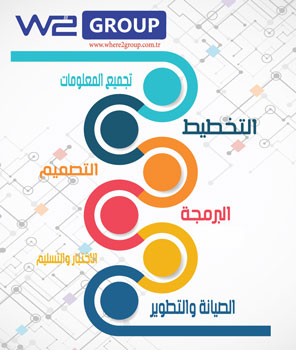 W2 GROUP
www.where2group.com.tr
تجميع المعلومات
التخطيط
التصميم
البرمجة
الاختبار والتسليم
الصيانة والتطوير